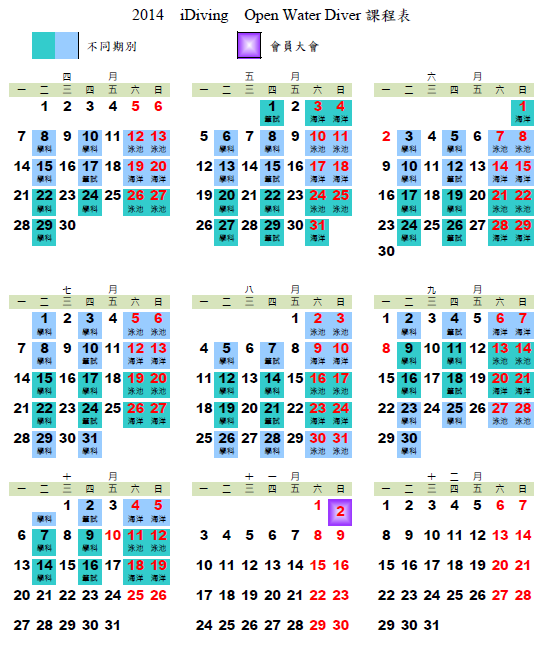 2014 iDiving Open Water Diver 課程表
不同期別
會員大會
四 月
一 二 三 四 五 六 日
1 2 3 4 5 6
7 8 9 10 11 12 13
學科 學科 泳池 泳池
14 15 16 17 18 19 20
學科 筆試 海洋 海洋
21 22 23 24 25 26 27
學科 學科 泳池 泳池
28 29 30
學科
五 月
一 二 三 四 五 六 日
1 2 3 4
筆試 海洋 海洋
5 6 7 8 9 10 11
學科 學科 泳池 泳池
12 13 14 15 16 17 18
學科 筆試 海洋 海洋
19 20 21 22 23 24 25
學科 學科 泳池 泳池
26 27 28 29 30 31
學科 筆試 海洋
六 月
一 二 三 四 五 六 日
1
海洋
2 3 4 5 6 7 8
學科 學科 泳池 泳池
9 10 11 12 13 14 15
學科 筆試 海洋 海洋
16 17 18 19 20 21 22
學科 學科 泳池 泳池
23 24 25 26 27 28 29
學科 筆試 海洋 海洋
30
七 月
一 二 三 四 五 六 日
1 2 3 4 5 6
學科 學科 泳池 泳池
7 8 9 10 11 12 13
學科 筆試 海洋 海洋
14 15 16 17 18 19 20
學科 學科 泳池 泳池
21 22 23 24 25 26 27
學科 筆試 海洋 海洋
28 29 30 31
學科 學科
八 月
一 二 三 四 五 六 日
1 2 3
泳池 泳池
4 5 6 7 8 9 10
學科 筆試 海洋 海洋
11 12 13 14 15 16 17
學科 學科 泳池 泳池
18 19 20 21 22 23 24
學科 筆試 海洋 海洋
25 26 27 28 29 30 31
學科 學科 泳池 泳池
九 月
一 二 三 四 五 六 日
1 2 3 4 5 6 7
學科 筆試 海洋 海洋
8 9 10 11 12 13 14
學科 學科 泳池 泳池
15 16 17 18 19 20 21
學科 筆試 海洋 海洋
22 23 24 25 26 27 28
學科 學科 泳池 泳池
29 30
學科
十 月
一 二 三 四 五 六 日
1 2 3 4 5
學科 筆試 海洋 海洋
6 7 8 9 10 11 12
學科 學科 泳池 泳池
13 14 15 16 17 18 19
學科 筆試 海洋 海洋
20 21 22 23 24 25 26
27 28 29 30 31
十一 月
一 二 三 四 五 六 日
1 2
3 4 5 6 7 8 9
10 11 12 13 14 15 16
17 18 19 20 21 22 23
24 25 26 27 28 29 30
十二 月
一 二 三 四 五 六 日
1 2 3 4 5 6 7
8 9 10 11 12 13 14
15 16 17 18 19 20 21
22 23 24 25 26 27 28
29 30 31